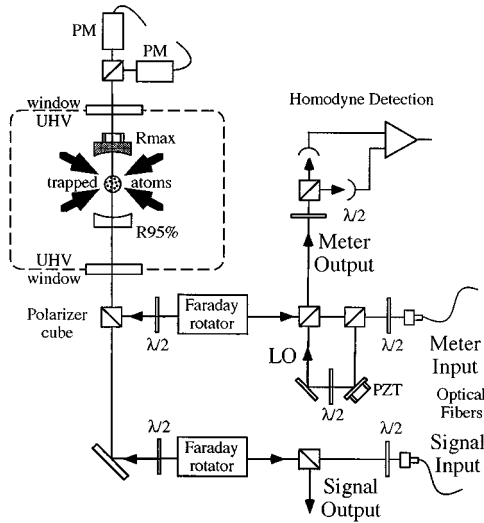 PM
PM
window
UHV
Rmax
trapped
atoms
R95%
UHV
window
Homodyne Detection
λ/2
Meter
Output
Polarizer
cube
λ/2
Faraday
rotator
LO
λ/2
PZT
λ/2
Meter
Input
Optical
Fibers
λ/2
Faraday
rotator
λ/2
Signal
Input
Signal
Output